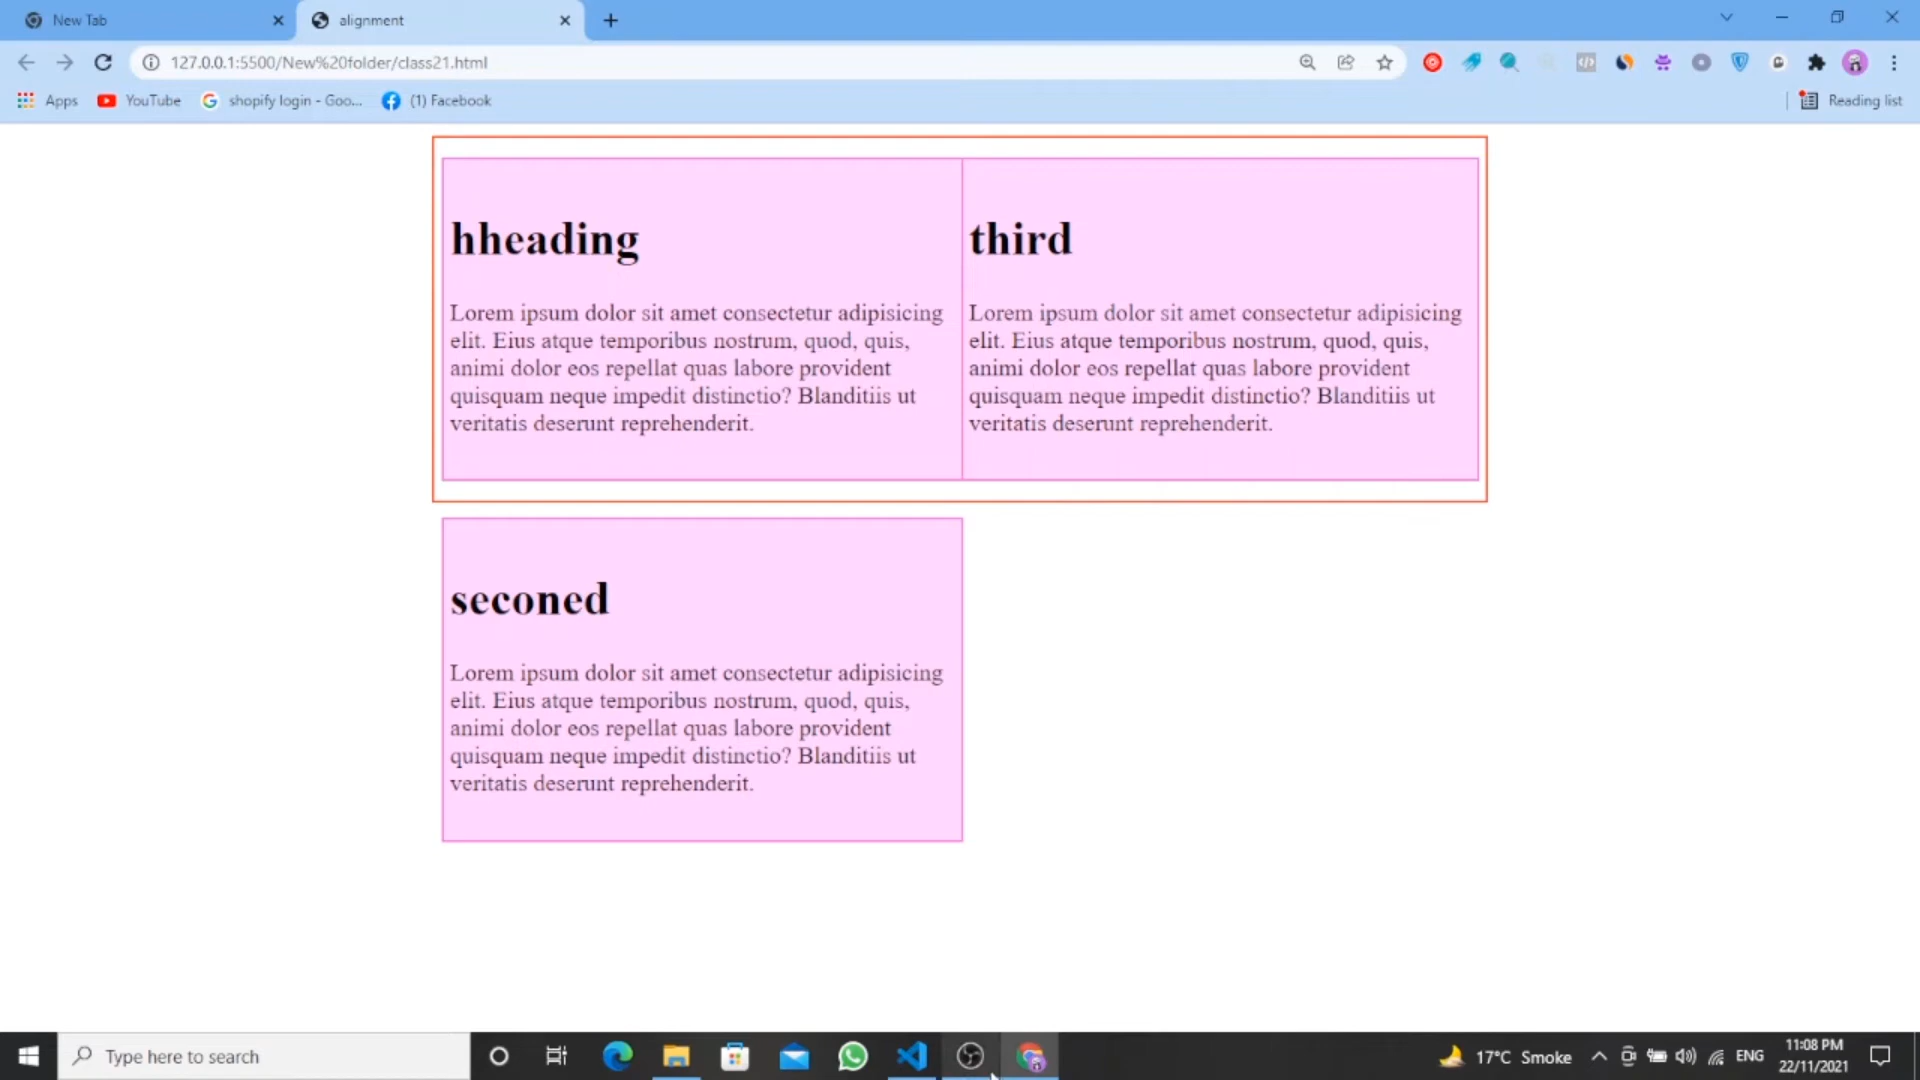 New Tab
alignment
127.0.0.1:5500/New%20folder/class21.html
Apps
YouTube
shopify login - Goo...
(1) Facebook
Reading list
hheading
Lorem ipsum dolor sit amet consectetur adipisicing
elit. Eius atque temporibus nostrum, quod, quis,
animi dolor eos repellat quas labore provident
quisquam neque impedit distinctio? Blanditiis ut
veritatis deserunt reprehenderit.
third
Lorem ipsum dolor sit amet consectetur adipisicing
elit. Eius atque temporibus nostrum, quod, quis,
animi dolor eos repellat quas labore provident
quisquam neque impedit distinctio? Blanditiis ut
veritatis deserunt reprehenderit.
seconed
Lorem ipsum dolor sit amet consectetur adipisicing
elit. Eius atque temporibus nostrum, quod, quis,
animi dolor eos repellat quas labore provident
quisquam neque impedit distinctio? Blanditiis ut
veritatis deserunt reprehenderit.
Type here to search
17°C Smoke
ENG
11:08 PM
22/11/2021